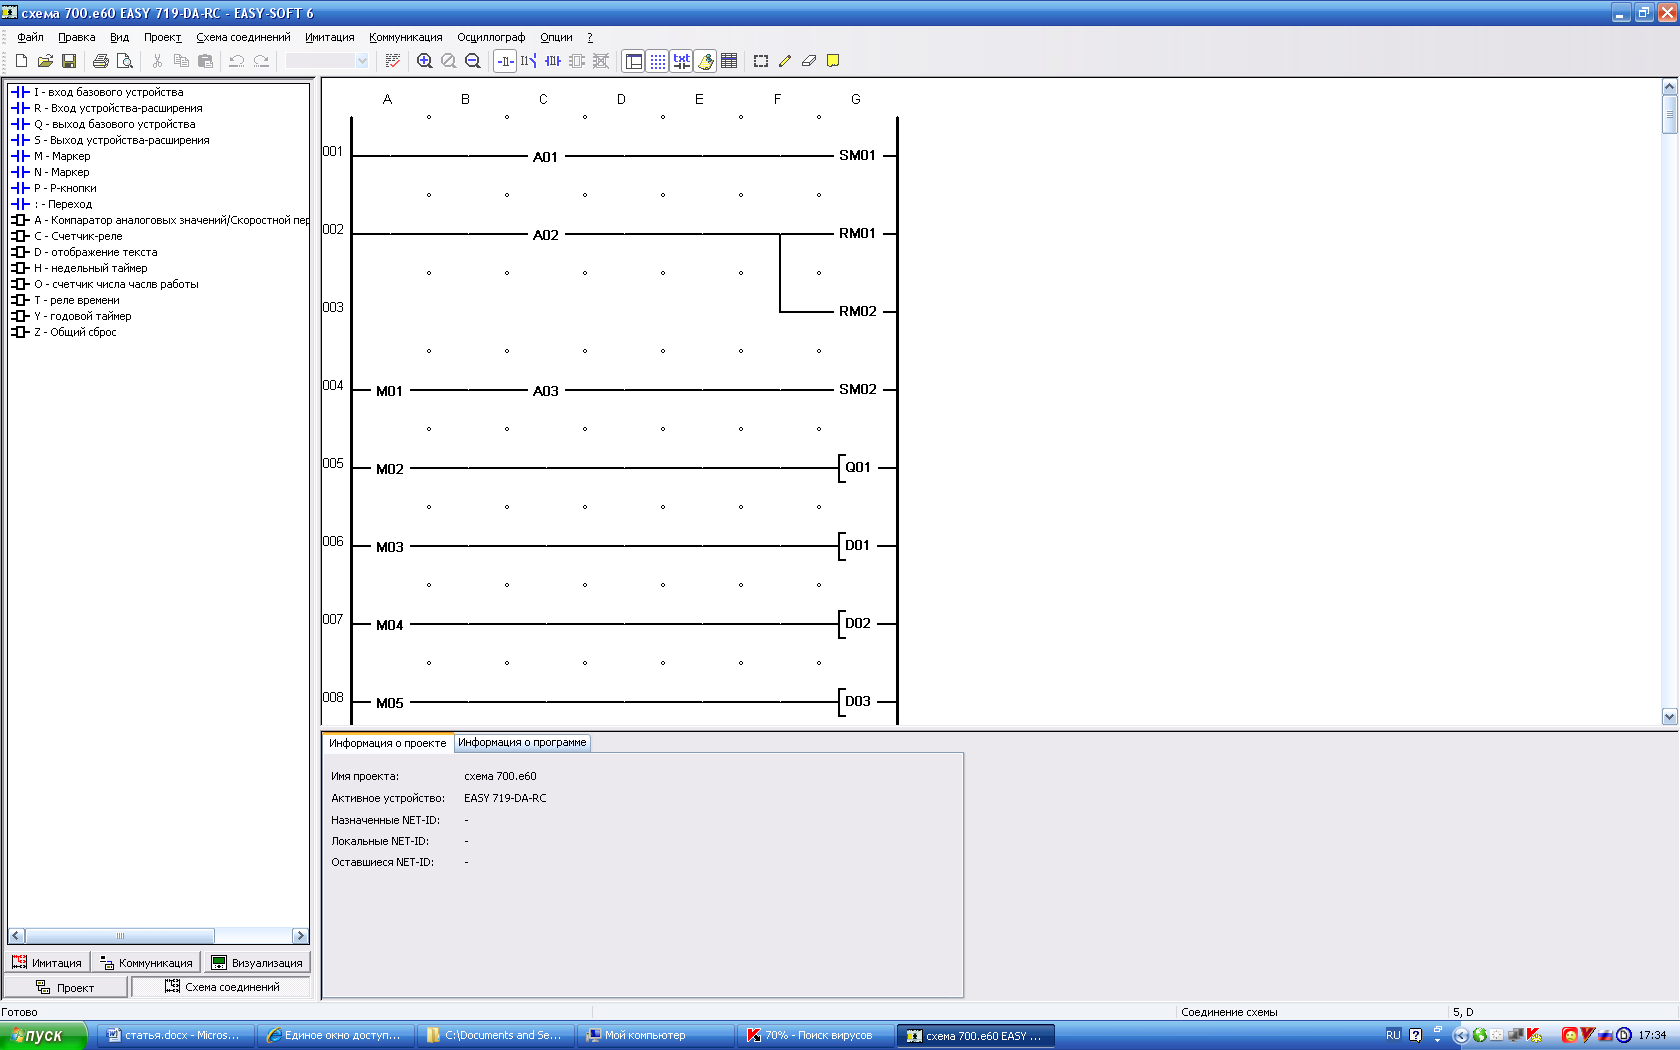 схема 700.e60 EASY 719-DA-RC - EASY-SOFT 6
Файл Правка Вид Проект Схема соединений Имитация Коммуникация Осциллограф Опции ?
I - вход базового устройства
R - Вход устройства-расширения
Q - выход базового устройства
S - Выход устройства-расширения
M - Маркер
N - Маркер
P - Р-кнопки
: - Переход
A - Компаратор аналоговых значений/Скоростной пер
C - Счетчик-реле
D - отображение текста
H - недельный таймер
O - счетчик числа часлв работы
T - реле времени
Y - годовой таймер
Z - Общий сброс
Имитация Коммуникация Визуализация
Проект Схема соединений
A B C D E F G
001 A01 SM01
002 A02 RM01
003 RM02
004 M01 A03 SM02
005 M02 Q01
006 M03 D01
007 M04 D02
008 M05 D03
Информация о проекте Информация о программе
Имя проекта: схема 700.e60
Активное устройство: EASY 719-DA-RC
Назначенные NET-ID: -
Локальные NET-ID: -
Оставшиеся NET-ID: -
Готово Соединение схемы 5, D
пуск статья.docx - Micros... Единое окно доступ... C:\Documents and Se... Мой компьютер 70% - Поиск вирусов схема 700.e60 EASY ... RU 17:34